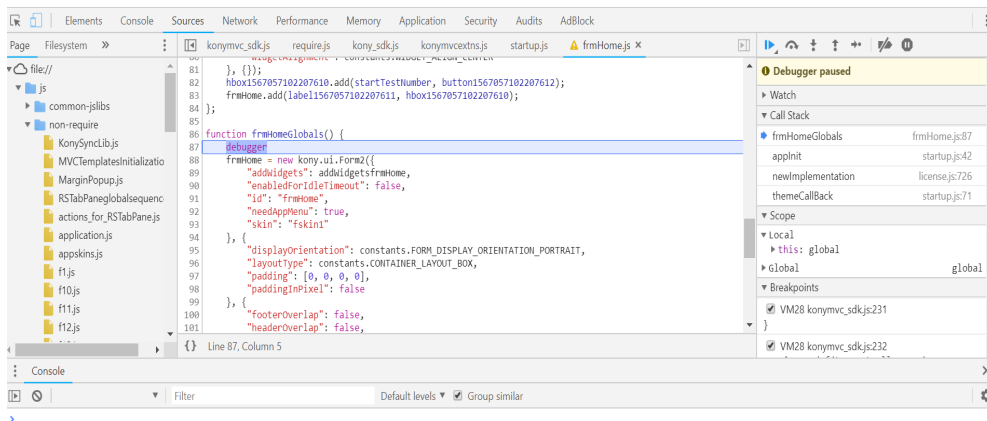 Elements Console Sources Network Performance Memory Application Security Audits AdBlock
Page Filesystem » konymvc_sdk.js require.js kony_sdk.js konymvcextns.js startup.js frmHome.js ×
file://
js
common-jslibs
non-require
KonySyncLib.js
MVCTemplatesInitializatio
MarginPopup.js
RSTabPaneglobalsequenc
actions_for_RSTabPane.js
application.js
appskins.js
f1.js
f10.js
f11.js
f12.js
81 }, {});
82 hbox1567057102207610.add(startTestNumber, button1567057102207612);
83 frmHome.add(label1567057102207611, hbox1567057102207610);
84 };
85
86 function frmHomeGlobals() {
87 debugger
88 frmHome = new kony.ui.Form2({
89 "addWidgets": addWidgetsfrmHome,
90 "enabledForIdleTimeout": false,
91 "id": "frmHome",
92 "needAppMenu": true,
93 "skin": "fskin1"
94 }, {
95 "displayOrientation": constants.FORM_DISPLAY_ORIENTATION_PORTRAIT,
96 "layoutType": constants.CONTAINER_LAYOUT_BOX,
97 "padding": [0, 0, 0, 0],
98 "paddingInPixel": false
99 }, {
100 "footerOverlap": false,
101 "headerOverlap": false,
{} Line 87, Column 5
Debugger paused
Watch
Call Stack
frmHomeGlobals frmHome.js:87
appInit startup.js:42
newImplementation license.js:726
themeCallBack startup.js:71
Scope
Local
this: global
Global global
Breakpoints
VM28 konymvc_sdk.js:231
}
VM28 konymvc_sdk.js:232
Console
Filter Default levels Group similar